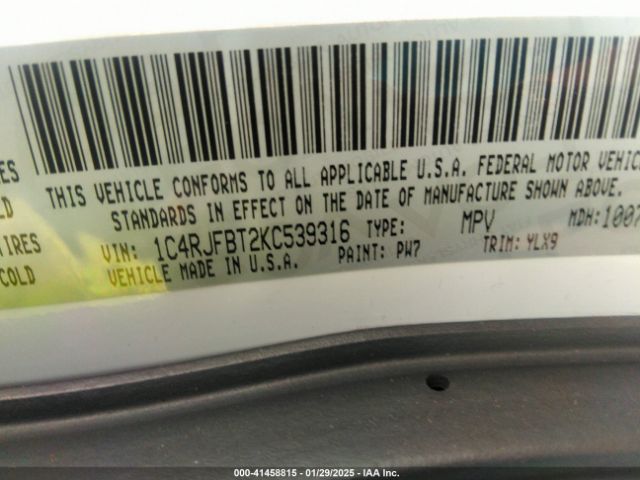 ES
LD
IRES
COLD
THIS VEHICLE CONFORMS TO ALL APPLICABLE U.S.A. FEDERAL MOTOR VEHIC
STANDARDS IN EFFECT ON THE DATE OF MANUFACTURE SHOWN ABOVE.
VIN: 1C4RJFBT2KC539316 TYPE: MPV MDH:1007
VEHICLE MADE IN U.S.A. PAINT: PW7 TRIM: YLX9
000-41458815 / 01/29/2025 - IAA Inc.